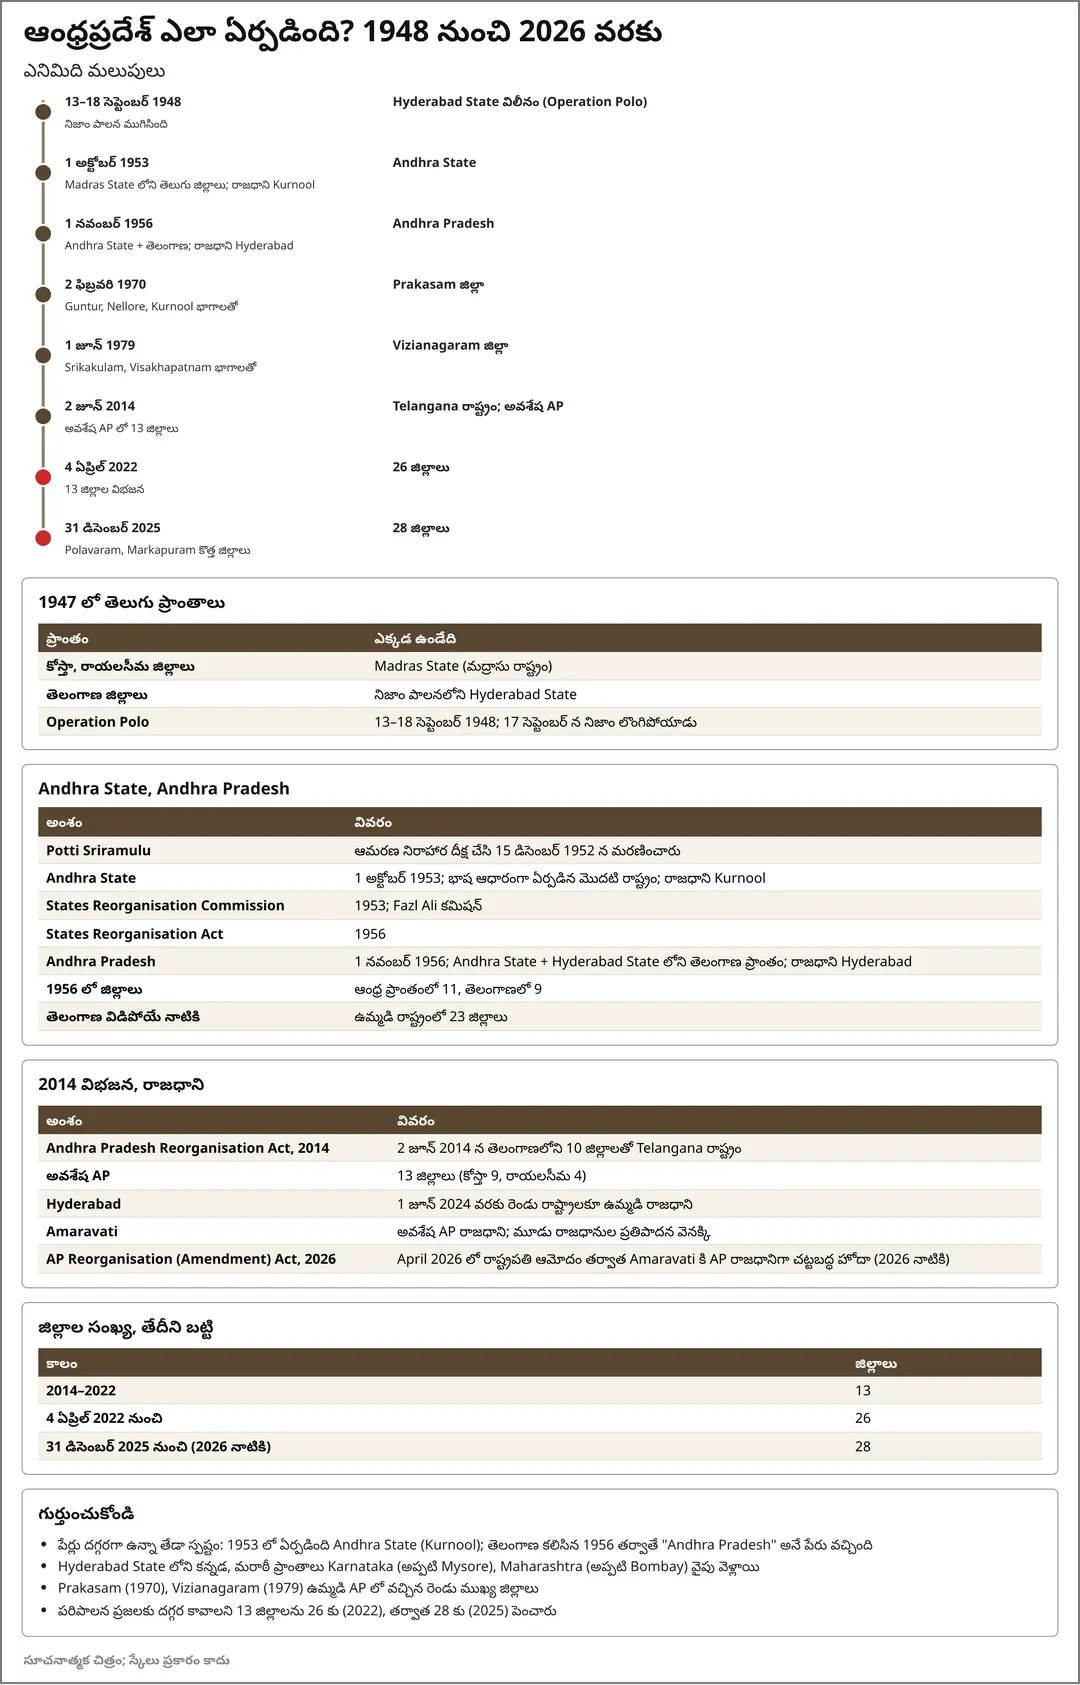 ఆంధ్రప్రదేశ్ ఎలా ఏర్పడింది? 1948 నుంచి 2026 వరకు
ఎనిమిది మలుపులు
13–18 సెప్టెంబర్ 1948 Hyderabad State విలీనం (Operation Polo)
నిజాం పాలన ముగిసింది
1 అక్టోబర్ 1953 Andhra State
Madras State లోని తెలుగు జిల్లాలు; రాజధాని Kurnool
1 నవంబర్ 1956 Andhra Pradesh
Andhra State + తెలంగాణ; రాజధాని Hyderabad
2 ఫిబ్రవరి 1970 Prakasam జిల్లా
Guntur, Nellore, Kurnool భాగాలతో
1 జూన్ 1979 Vizianagaram జిల్లా
Srikakulam, Visakhapatnam భాగాలతో
2 జూన్ 2014 Telangana రాష్ట్రం; అవశేష AP
అవశేష AP లో 13 జిల్లాలు
4 ఏప్రిల్ 2022 26 జిల్లాలు
13 జిల్లాల విభజన
31 డిసెంబర్ 2025 28 జిల్లాలు
Polavaram, Markapuram కొత్త జిల్లాలు
1947 లో తెలుగు ప్రాంతాలు
ప్రాంతం ఎక్కడ ఉండేది
కోస్తా, రాయలసీమ జిల్లాలు Madras State (మద్రాసు రాష్ట్రం)
తెలంగాణ జిల్లాలు నిజాం పాలనలోని Hyderabad State
Operation Polo 13–18 సెప్టెంబర్ 1948; 17 సెప్టెంబర్ న నిజాం లొంగిపోయాడు
Andhra State, Andhra Pradesh
అంశం వివరం
Potti Sriramulu ఆమరణ నిరాహార దీక్ష చేసి 15 డిసెంబర్ 1952 న మరణించారు
Andhra State 1 అక్టోబర్ 1953; భాష ఆధారంగా ఏర్పడిన మొదటి రాష్ట్రం; రాజధాని Kurnool
States Reorganisation Commission 1953; Fazl Ali కమిషన్
States Reorganisation Act 1956
Andhra Pradesh 1 నవంబర్ 1956; Andhra State + Hyderabad State లోని తెలంగాణ ప్రాంతం; రాజధాని Hyderabad
1956 లో జిల్లాలు ఆంధ్ర ప్రాంతంలో 11, తెలంగాణలో 9
తెలంగాణ విడిపోయే నాటికి ఉమ్మడి రాష్ట్రంలో 23 జిల్లాలు
2014 విభజన, రాజధాని
అంశం వివరం
Andhra Pradesh Reorganisation Act, 2014 2 జూన్ 2014 న తెలంగాణలోని 10 జిల్లాలతో Telangana రాష్ట్రం
అవశేష AP 13 జిల్లాలు (కోస్తా 9, రాయలసీమ 4)
Hyderabad 1 జూన్ 2024 వరకు రెండు రాష్ట్రాలకూ ఉమ్మడి రాజధాని
Amaravati అవశేష AP రాజధాని; మూడు రాజధానుల ప్రతిపాదన వెనక్కి
AP Reorganisation (Amendment) Act, 2026 April 2026 లో రాష్ట్రపతి ఆమోదం తర్వాత Amaravati కి AP రాజధానిగా చట్టబద్ధ హోదా (2026 నాటికి)
జిల్లాల సంఖ్య, తేదీని బట్టి
కాలం జిల్లాలు
2014–2022 13
4 ఏప్రిల్ 2022 నుంచి 26
31 డిసెంబర్ 2025 నుంచి (2026 నాటికి) 28
గుర్తుంచుకోండి
• పేర్లు దగ్గరగా ఉన్నా తేడా స్పష్టం: 1953 లో ఏర్పడింది Andhra State (Kurnool); తెలంగాణ కలిసిన 1956 తర్వాతే "Andhra Pradesh" అనే పేరు వచ్చింది
• Hyderabad State లోని కన్నడ, మరాఠీ ప్రాంతాలు Karnataka (అప్పటి Mysore), Maharashtra (అప్పటి Bombay) వైపు వెళ్లాయి
• Prakasam (1970), Vizianagaram (1979) ఉమ్మడి AP లో వచ్చిన రెండు ముఖ్య జిల్లాలు
• పరిపాలన ప్రజలకు దగ్గర కావాలని 13 జిల్లాలను 26 కు (2022), తర్వాత 28 కు (2025) పెంచారు
సూచనాత్మక చిత్రం; స్కేలు ప్రకారం కాదు